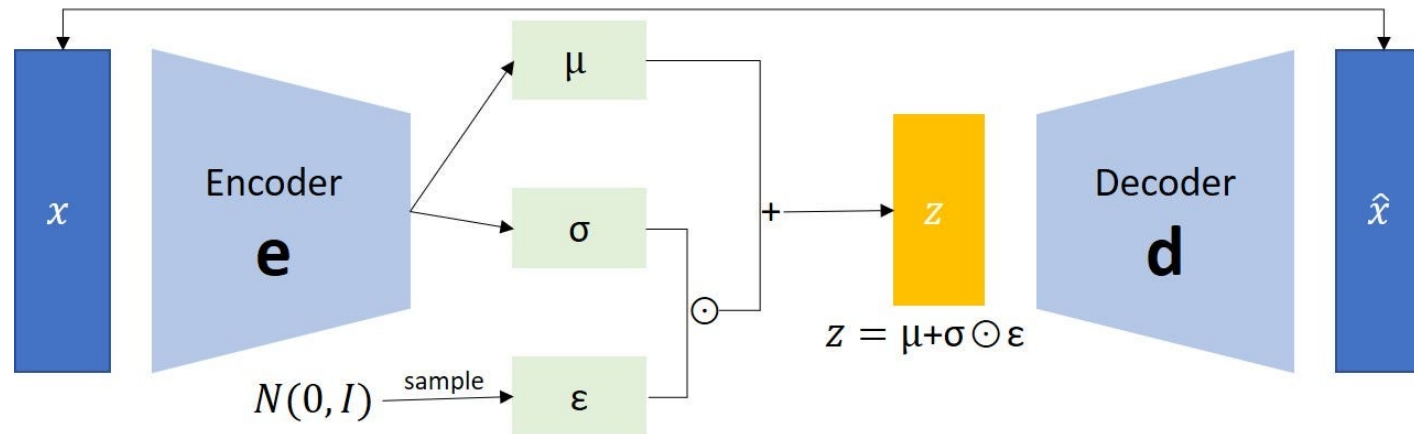 x
Encoder
e
μ
σ
ε
N(0, I)
sample
⊙
+
z
z = μ+σ⊙ε
Decoder
d
x̂